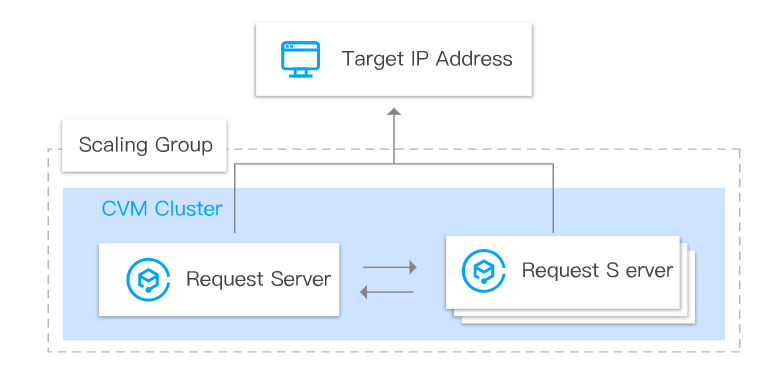 Target IP Address
Scaling Group
CVM Cluster
Request Server
Request S erver